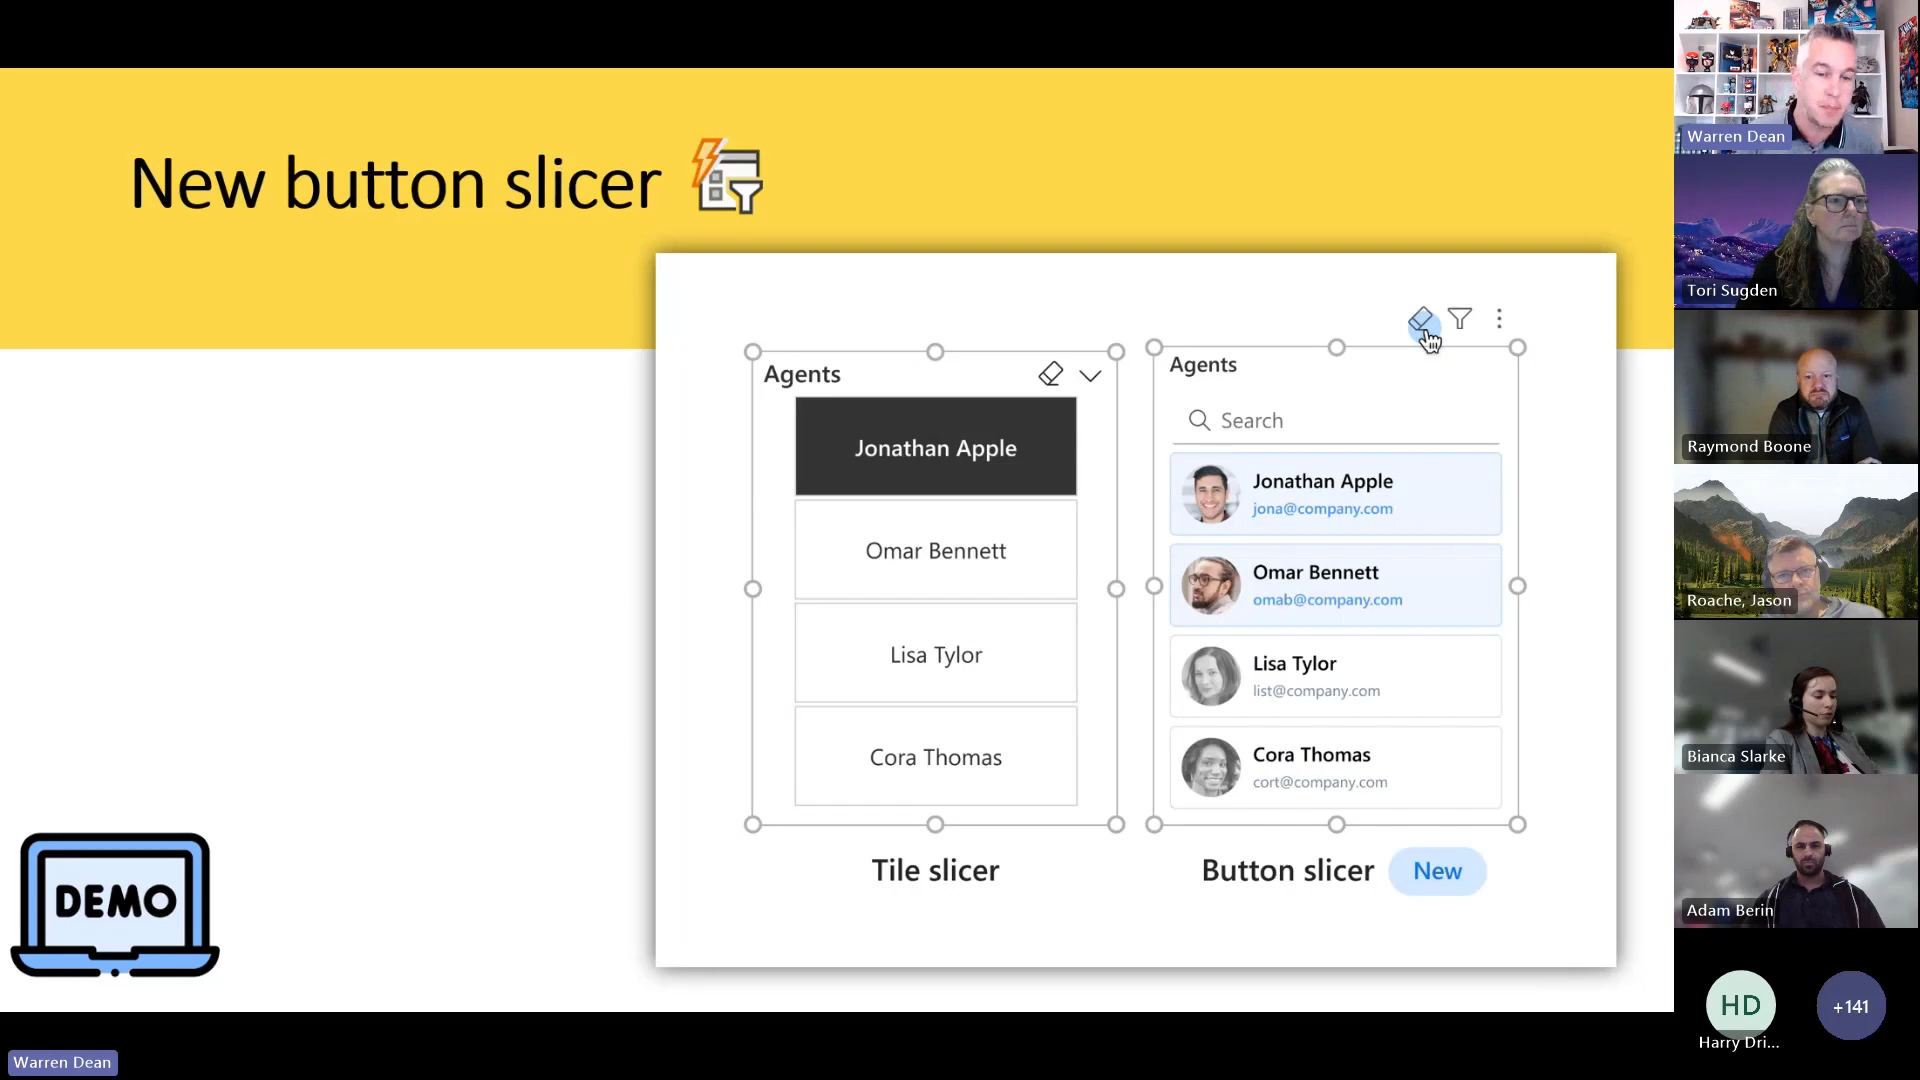 New button slicer
Agents
Jonathan Apple
Omar Bennett
Lisa Tylor
Cora Thomas
Tile slicer
Agents
Search
Jonathan Apple
jona@company.com
Omar Bennett
omab@company.com
Lisa Tylor
list@company.com
Cora Thomas
cort@company.com
Button slicer New
DEMO
Warren Dean
Warren Dean
Tori Sugden
Raymond Boone
Roache, Jason
Bianca Slarke
Adam Berin
HD
Harry Dri...
+141